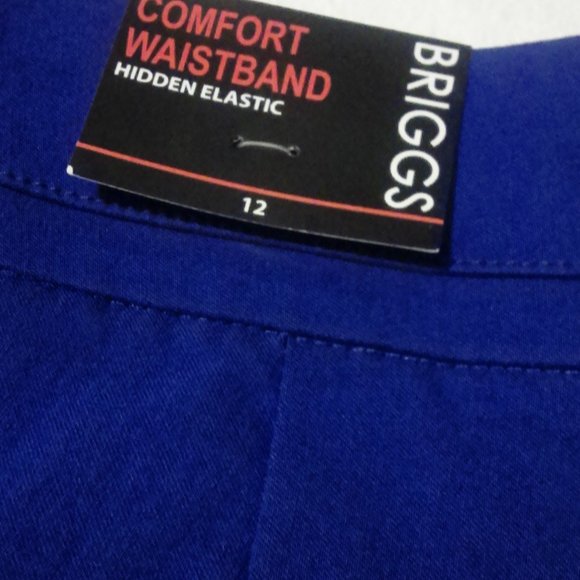 COMFORT
WAISTBAND
HIDDEN ELASTIC
BRIGGS
12